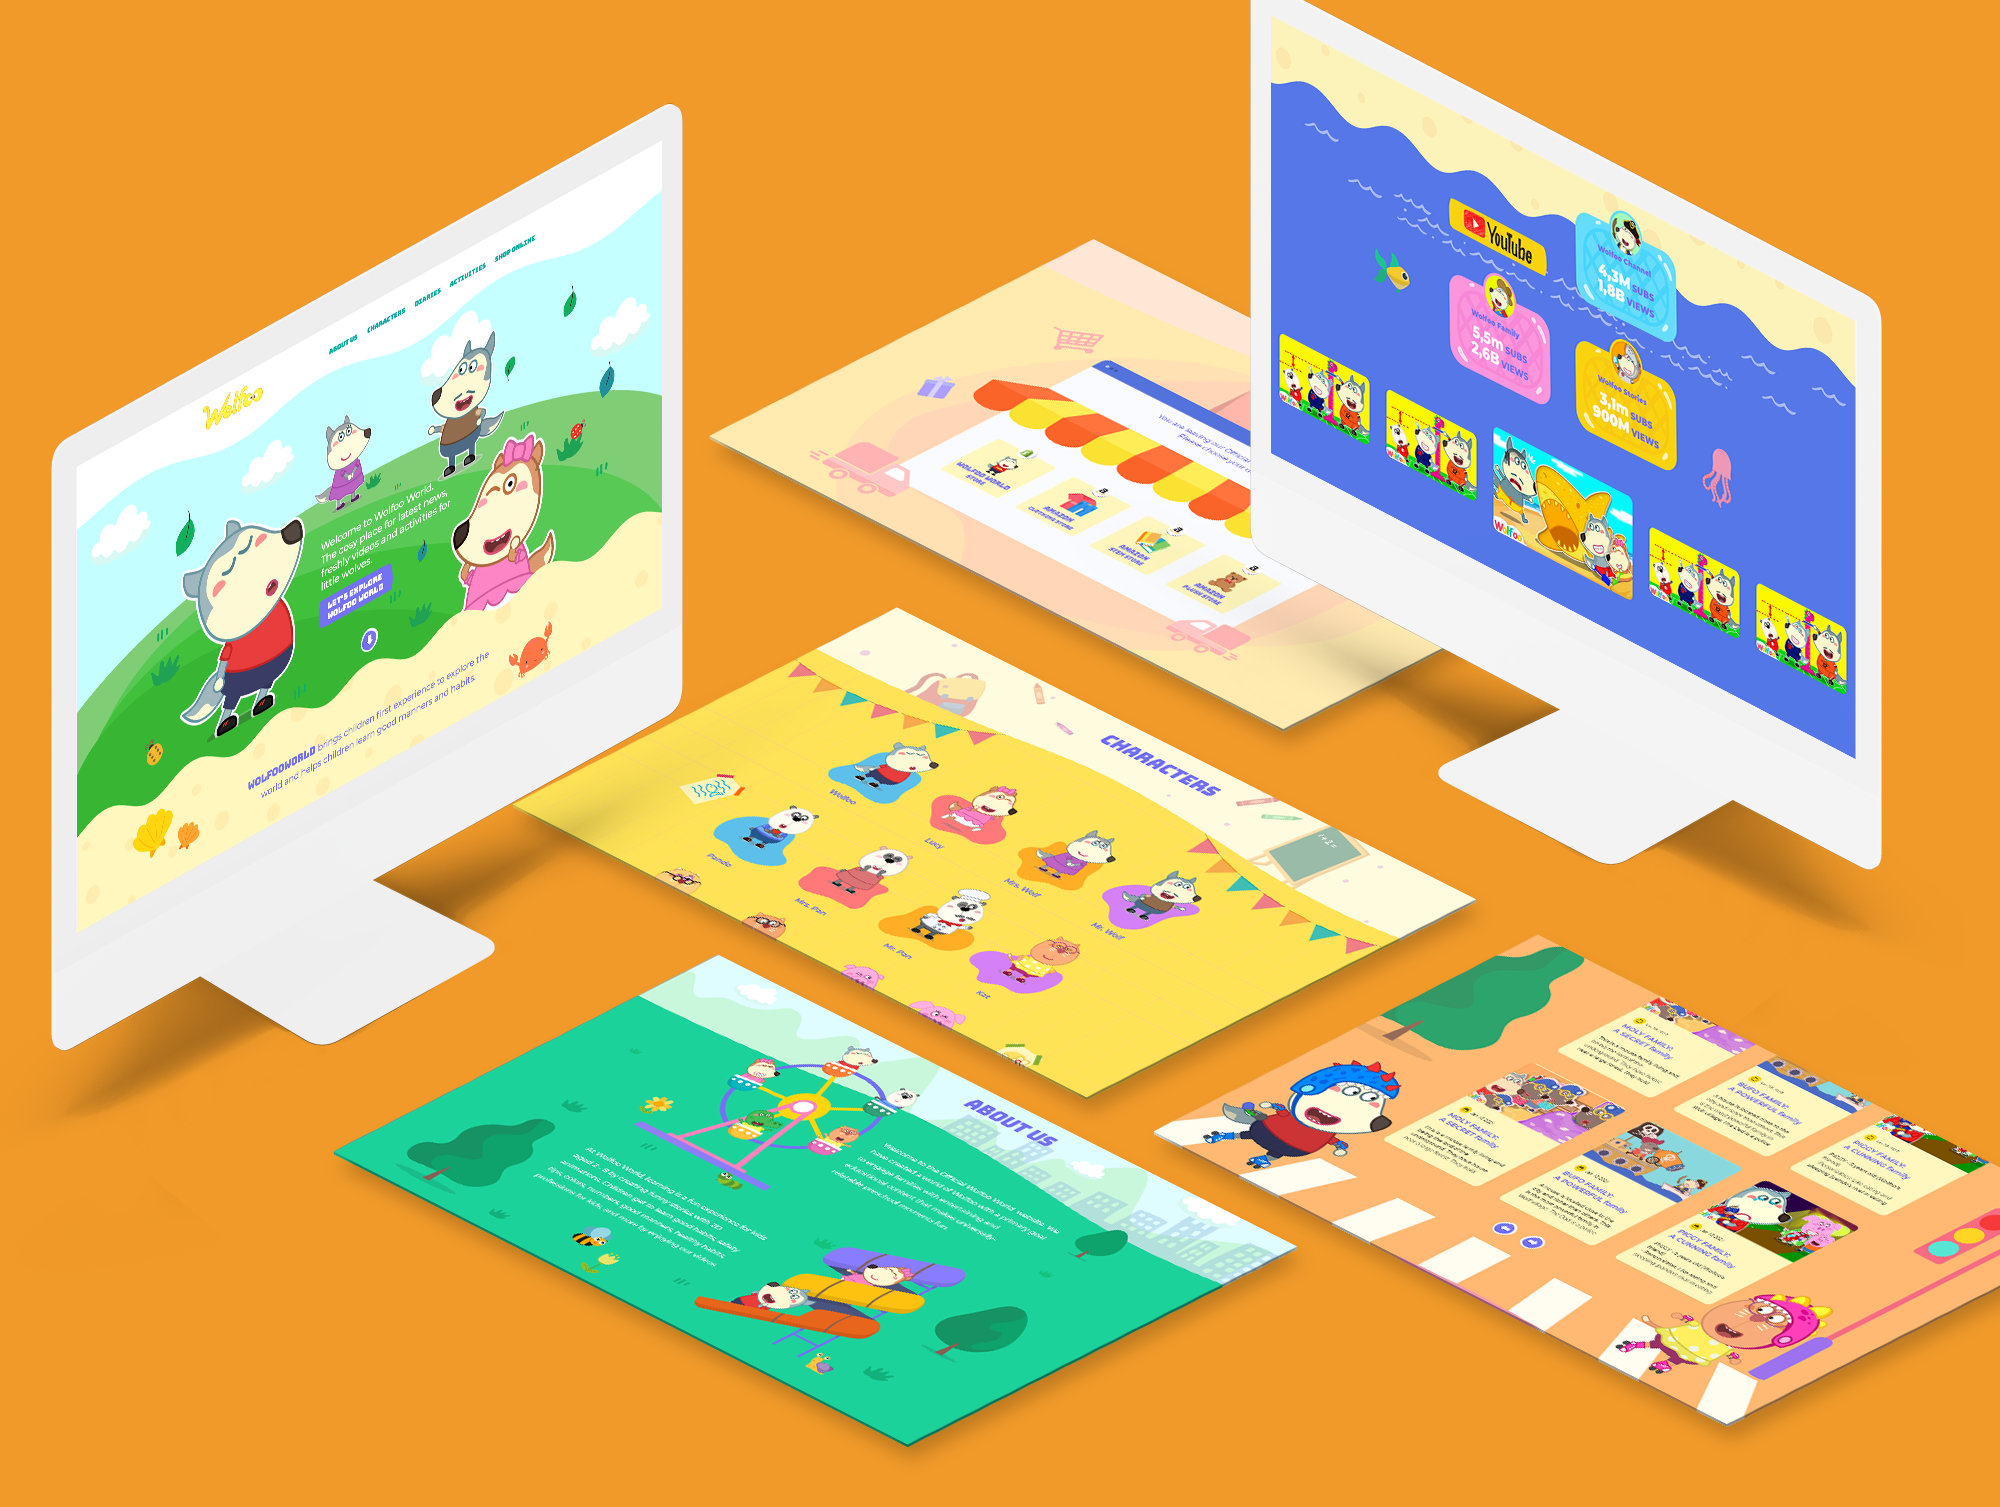 Wolfoo
ABOUT US
CHARACTERS
DIARIES
ACTIVITIES
SHOP ONLINE
Welcome to Wolfoo World.
The cosy place for latest news,
freshly videos and activities for
little wolves.
LET'S EXPLORE
WOLFOO WORLD
WOLFOOWORLD brings children first experience to explore the
world and helps children learn good manners and habits.
You are leaving our Official
Please choose your
WOLFOO WORLD
STORE
AMAZON
CLOTHING STORE
AMAZON
STEM STORE
AMAZON
PLUSH STORE
YouTube
Wolfoo Channel
4,3M SUBS
1,8B VIEWS
Wolfoo Family
5,5m SUBS
2,6B VIEWS
Wolfoo Stories
3,1m SUBS
900M VIEWS
Wolfoo
CHARACTERS
Wolfoo
Lucy
Mrs. Wolf
Mr. Wolf
Pando
Mrs. Pan
Mr. Pan
Kat
ABOUT US
Welcome to the Official Wolfoo World website. We
have created a world of Wolfoo with a primary goal
to engage families with entertaining and
educational content that makes universally-
relatable preschool moments fun
At Wolfoo World, learning is a fun experience for kids
aged 2 - 8 by creating funny stories with 2D
animations. Children get to learn good habits, safety
tips, colors, numbers, good manners, healthy habits,
professions for kids, and more by enjoying our videos
MOLY FAMILY:
A SECRET family
BUFO FAMILY:
A POWERFUL family
PIGGY FAMILY:
A CUNNING family
MOLY FAMILY:
A SECRET family
BUFO FAMILY:
A POWERFUL family
PIGGY FAMILY:
A CUNNING family